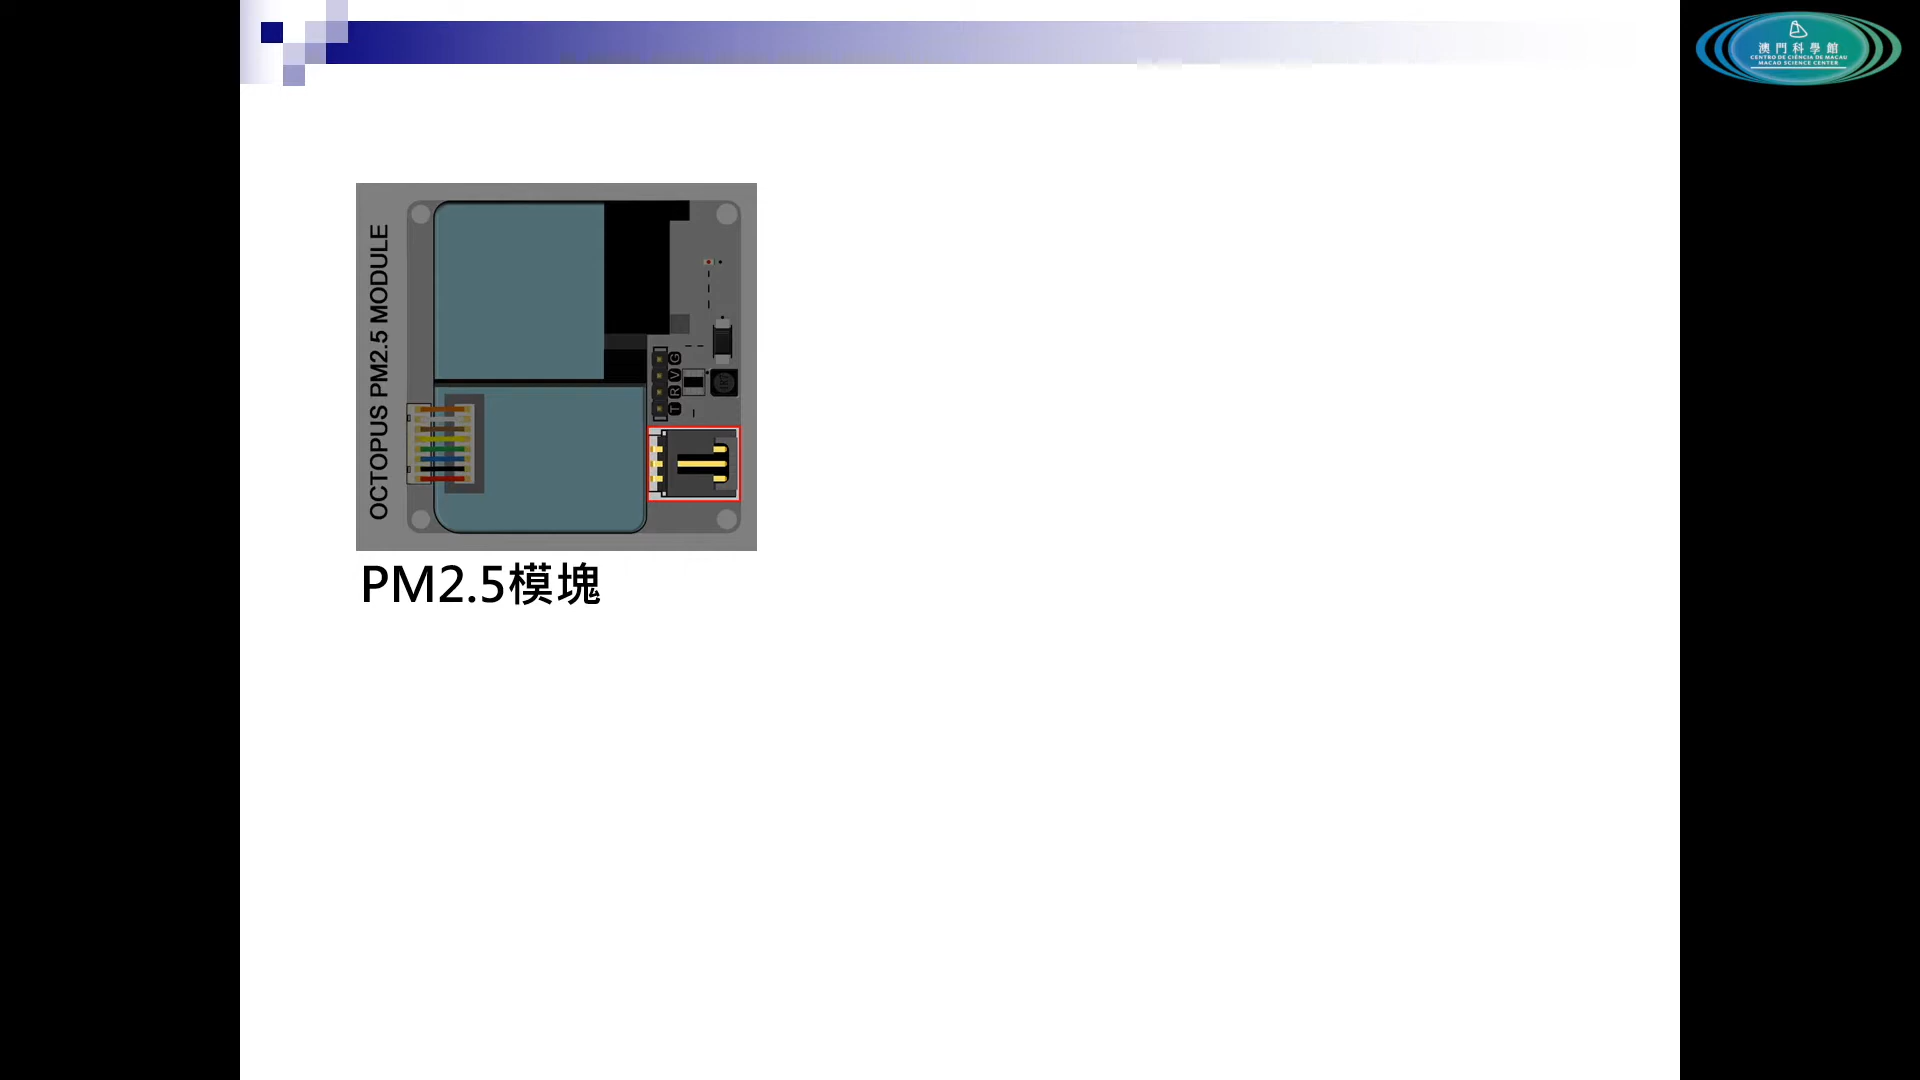 澳門科學館
CENTRO DE CIÊNCIA DE MACAU
MACAO SCIENCE CENTER
OCTOPUS PM2.5 MODULE
G
V
R
T
PM2.5模塊